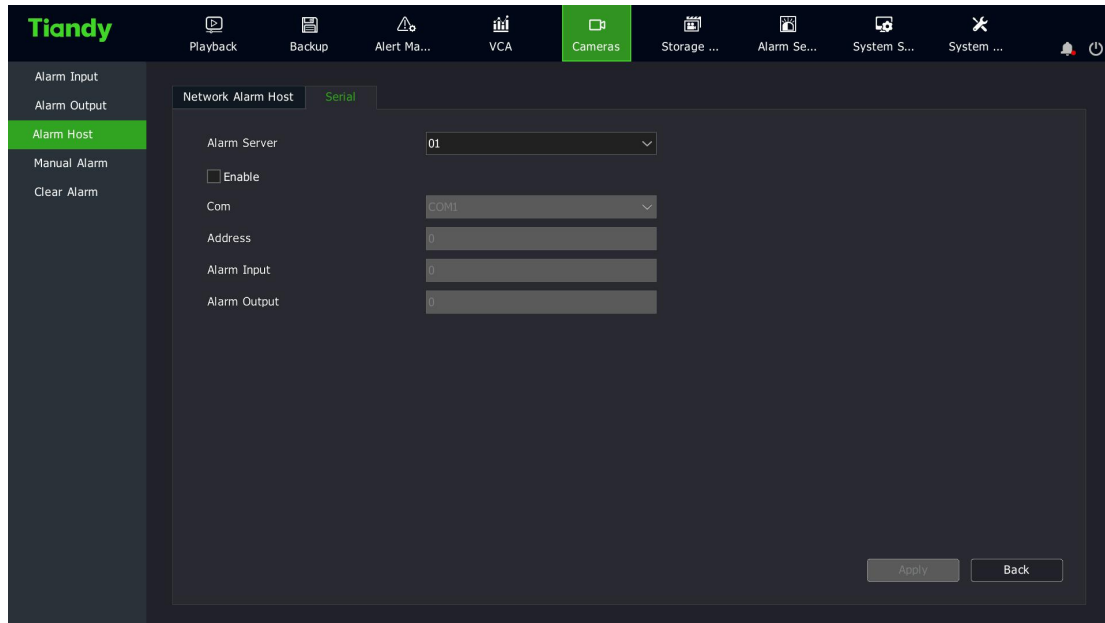 Tiandy
Playback Backup Alert Ma... VCA Cameras Storage ... Alarm Se... System S... System ...
Alarm Input
Alarm Output
Alarm Host
Manual Alarm
Clear Alarm
Network Alarm Host Serial
Alarm Server 01
Enable
Com COM1
Address 0
Alarm Input 0
Alarm Output 0
Apply Back